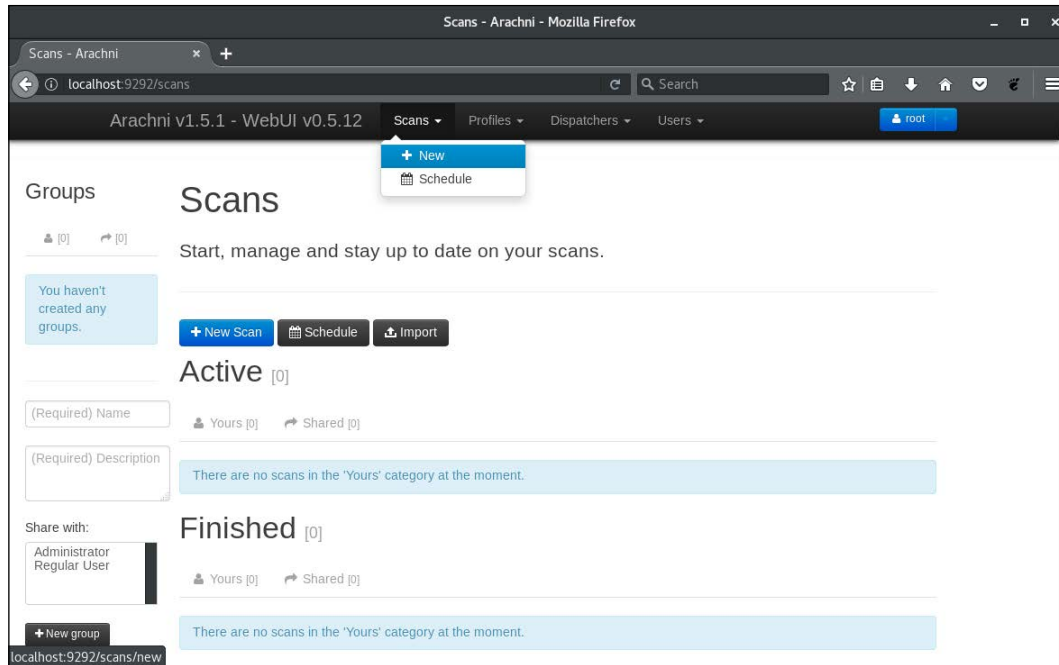 Scans - Arachni - Mozilla Firefox
Scans - Arachni
localhost:9292/scans
Search
Arachni v1.5.1 - WebUI v0.5.12
Scans
Profiles
Dispatchers
Users
root
New
Schedule
Groups
[0] [0]
You haven't
created any
groups.
(Required) Name
(Required) Description
Share with:
Administrator
Regular User
New group
Scans
Start, manage and stay up to date on your scans.
New Scan
Schedule
Import
Active [0]
Yours [0] Shared [0]
There are no scans in the 'Yours' category at the moment.
Finished [0]
Yours [0] Shared [0]
There are no scans in the 'Yours' category at the moment.
localhost:9292/scans/new